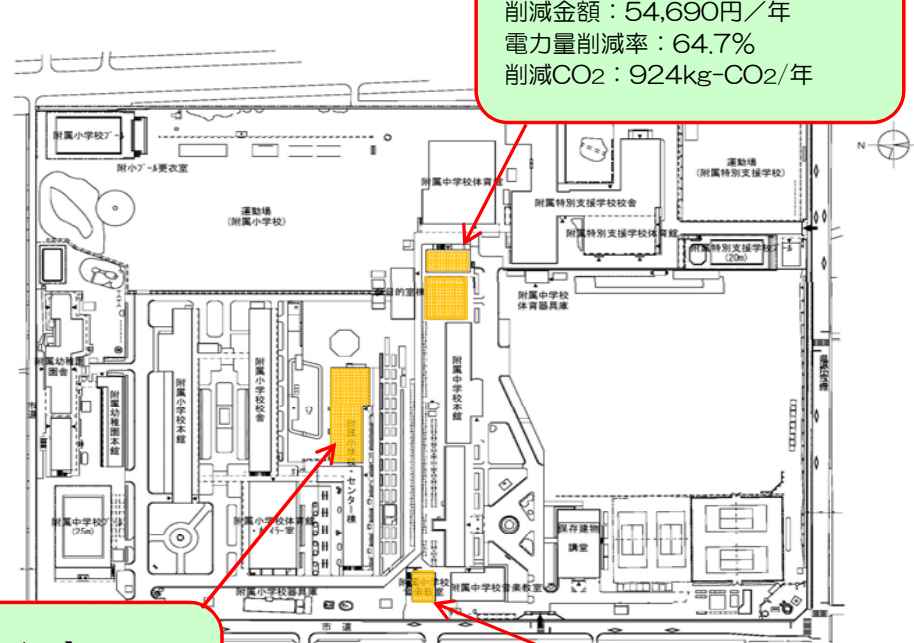 削減金額：54,690円／年
電力量削減率：64.7%
削減CO2：924kg-CO2/年
附属小学校プール
附小プール更衣室
運動場
(附属小学校)
附属中学校体育館
附属特別支援学校校舎
運動場
(附属特別支援学校)
N
附属特別支援学校体育館
附属特別支援学校プール
(20m)
多目的室棟
附属中学校
体育器具庫
附属幼稚園
園舎
附属幼稚園本館
附属小学校本館
附属小学校校舎
附属中学校本館
市道
センター棟
附属中学校プール
(25m)
附属小学校体育館
保存建物
講堂
附属小学校器具庫
附属中学校音楽教室
市道